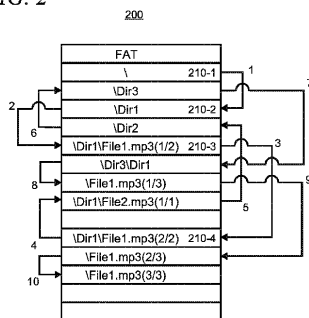 FIG. 2
200
FAT
\ 210-1
1
7
\Dir3
2
\Dir1 210-2
6
\Dir2
\Dir1\File1.mp3(1/2) 210-3
3
\Dir3\Dir1
8
\File1.mp3(1/3)
9
\Dir1\File2.mp3(1/1)
5
4
\Dir1\File1.mp3(2/2) 210-4
\File1.mp3(2/3)
10
\File1.mp3(3/3)